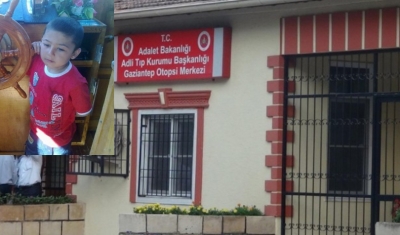 T.C.
Adalet Bakanlığı
Adli Tıp Kurumu Başkanlığı
Gaziantep Otopsi Merkezi